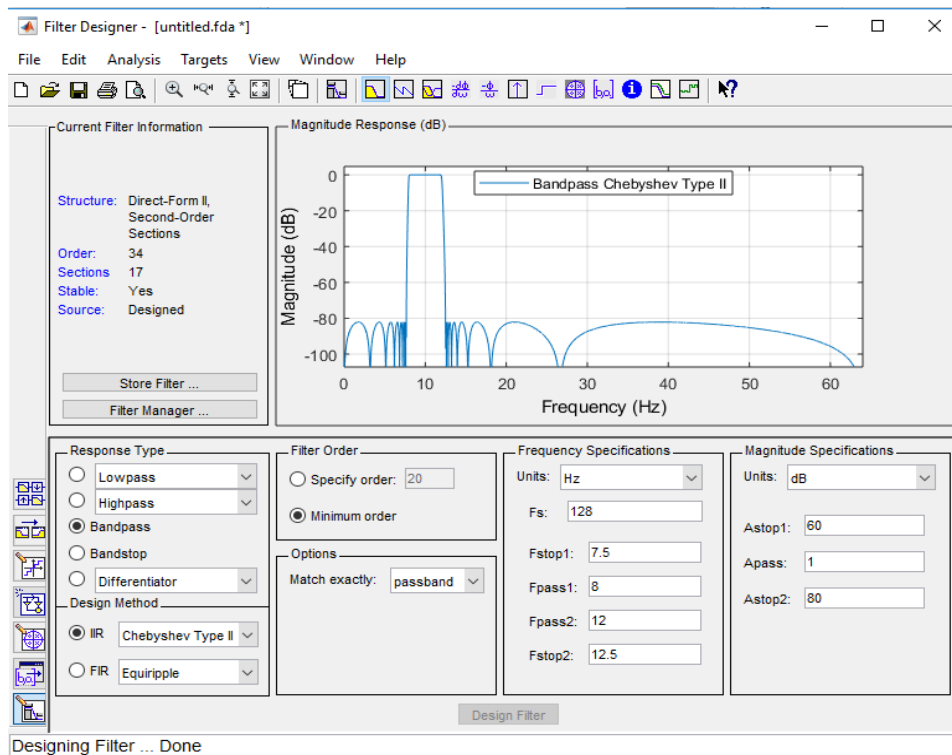 Filter Designer -  [untitled.fda *]
File Edit Analysis Targets View Window Help
Current Filter Information
Structure: Direct-Form II,
Second-Order
Sections
Order: 34
Sections 17
Stable: Yes
Source: Designed
Store Filter ...
Filter Manager ...
Magnitude Response (dB)
Bandpass Chebyshev Type II
Magnitude (dB)
0
-20
-40
-60
-80
-100
0 10 20 30 40 50 60
Frequency (Hz)
Response Type
Lowpass
Highpass
Bandpass
Bandstop
Differentiator
Design Method
IIR Chebyshev Type II
FIR Equiripple
Filter Order
Specify order: 20
Minimum order
Options
Match exactly: passband
Frequency Specifications
Units: Hz
Fs: 128
Fstop1: 7.5
Fpass1: 8
Fpass2: 12
Fstop2: 12.5
Magnitude Specifications
Units: dB
Astop1: 60
Apass: 1
Astop2: 80
Design Filter
Designing Filter ... Done